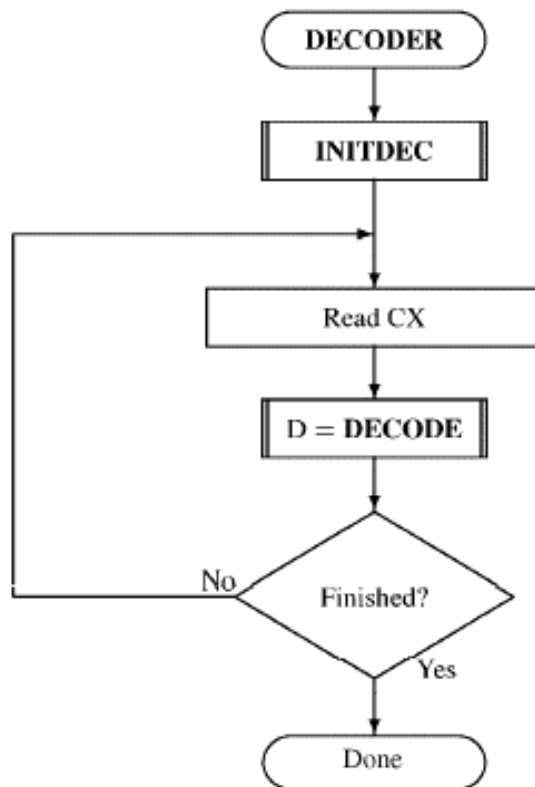 DECODER
INITDEC
Read CX
D = DECODE
Finished?
No
Yes
Done